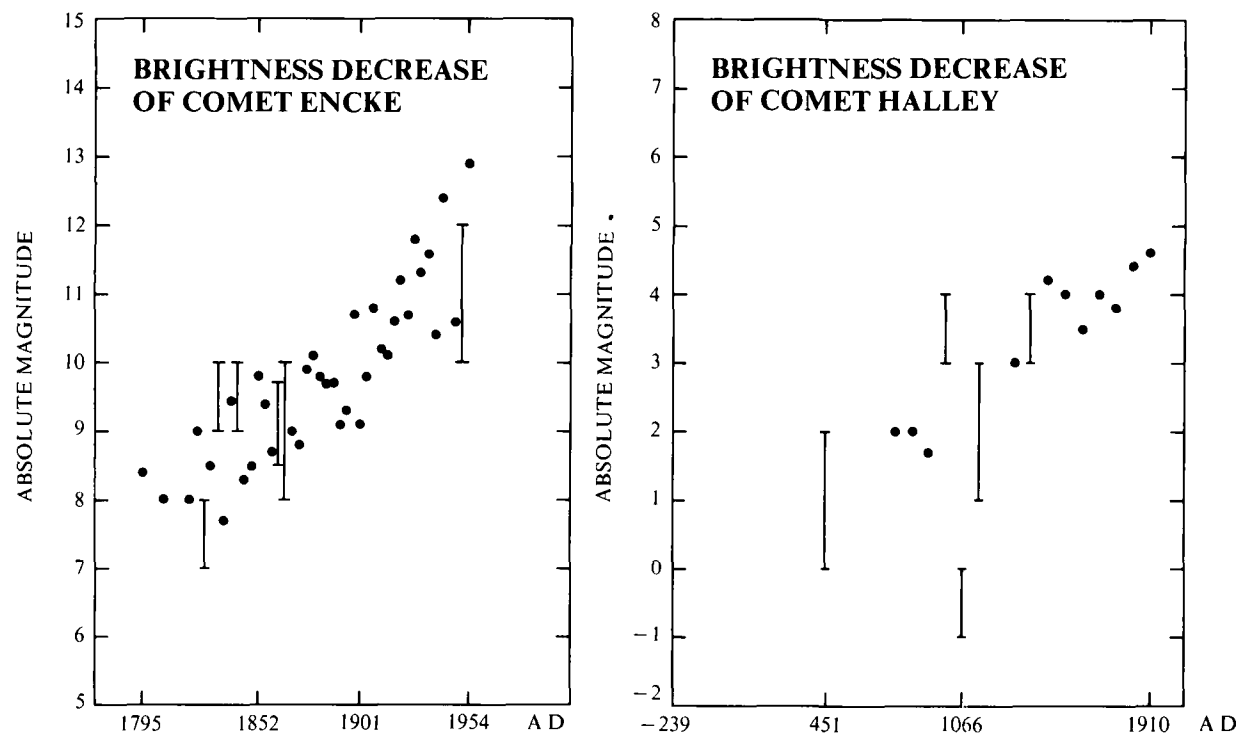 BRIGHTNESS DECREASE
OF COMET ENCKE
ABSOLUTE MAGNITUDE
15
14
13
12
11
10
9
8
7
6
5
1795 1852 1901 1954 A D
BRIGHTNESS DECREASE
OF COMET HALLEY
ABSOLUTE MAGNITUDE
8
7
6
5
4
3
2
1
0
−1
−2
−239 451 1066 1910 A D